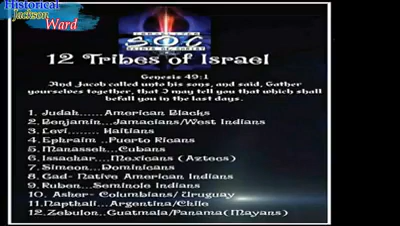 Historical
Jackson
Ward
12 Tribes of Israel
Genesis 49:1
And Jacob called unto his sons, and said, Gather
yourselves together, that I may tell you that which shall
befall you in the last days.
1. Judah......American Blacks
2. Benjamin...Jamacians/West Indians
3. Levi....... Haitians
4. Ephraim ..Puerto Ricans
5. Manasseh...Cubans
6. Issachar....Mexicans (Aztecs)
7. Simeon...Dominicans
8. Gad- Native American Indians
9. Ruben...Seminole Indians
10. Asher- Columbians/ Uruguay
11. Napthali...Argentina/Chile
12. Zebulon..Guatmala/Panama(Mayans)